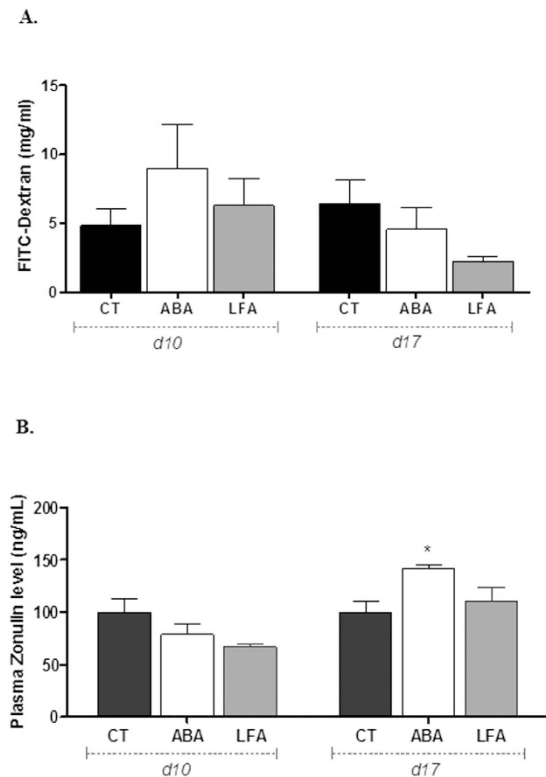 A.
FITC-Dextran (mg/ml)
15
10
5
0
CT ABA LFA CT ABA LFA
d10 d17
B.
Plasma Zonulin level (ng/mL)
200
150
100
50
0
*
CT ABA LFA CT ABA LFA
d10 d17